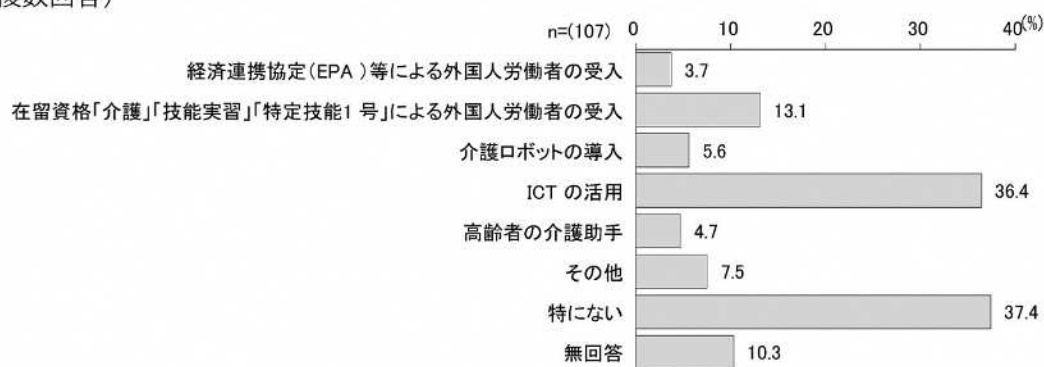 複数回答）
n=(107) 0 10 20 30 40(%)
経済連携協定(EPA )等による外国人労働者の受入 3.7
在留資格「介護」「技能実習」「特定技能1 号」による外国人労働者の受入 13.1
介護ロボットの導入 5.6
ICT の活用 36.4
高齢者の介護助手 4.7
その他 7.5
特にない 37.4
無回答 10.3